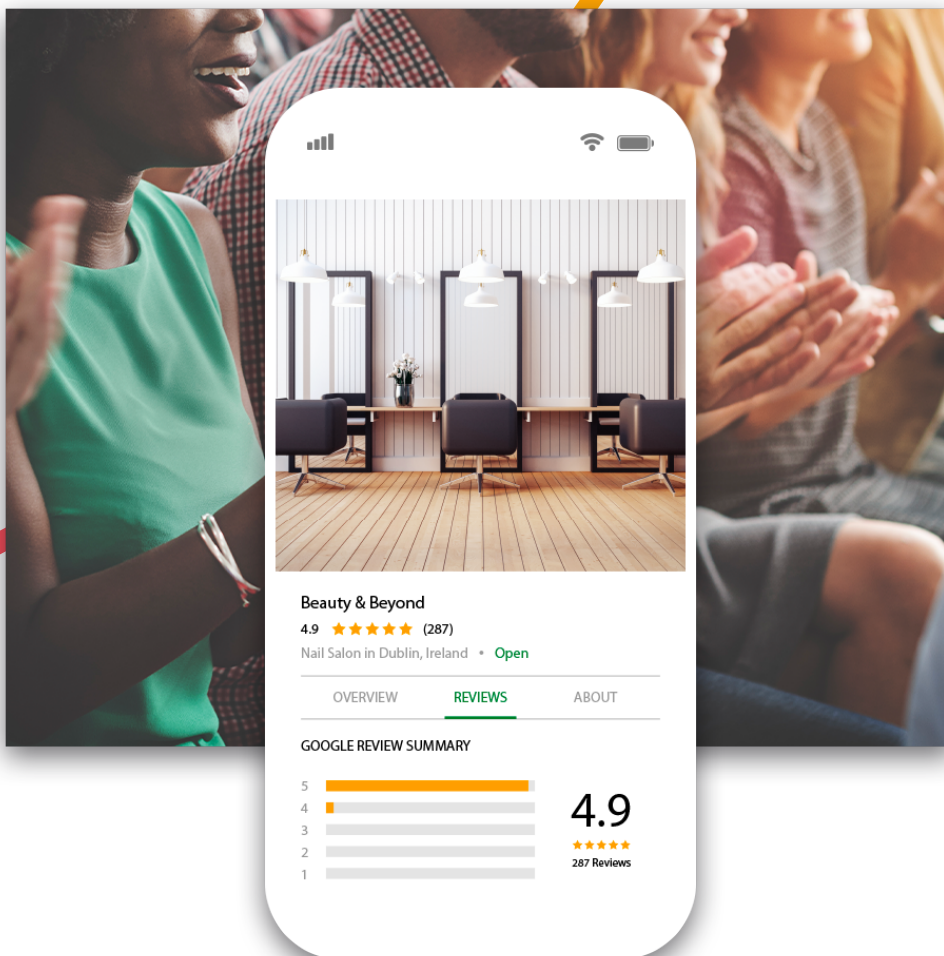 Beauty & Beyond
4.9 ★★★★★ (287)
Nail Salon in Dublin, Ireland • Open
OVERVIEW REVIEWS ABOUT
GOOGLE REVIEW SUMMARY
5
4
3
2
1
4.9
★★★★★
287 Reviews